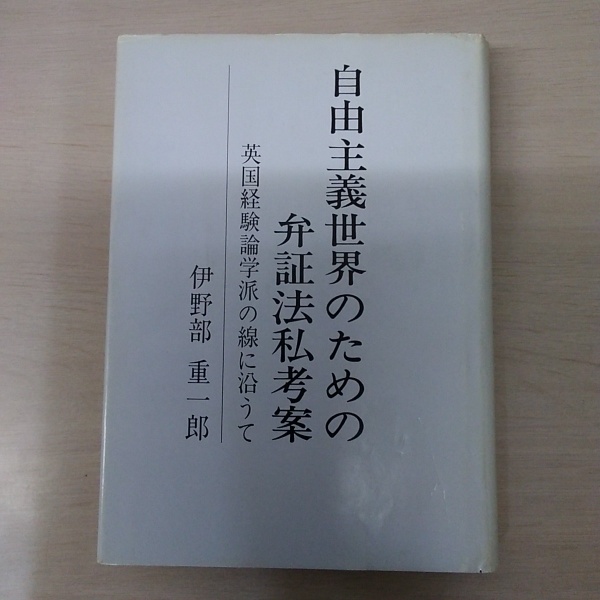 自由主義世界のための
弁証法私考案
英国経験論学派の線に沿うて
伊野部 重一郎